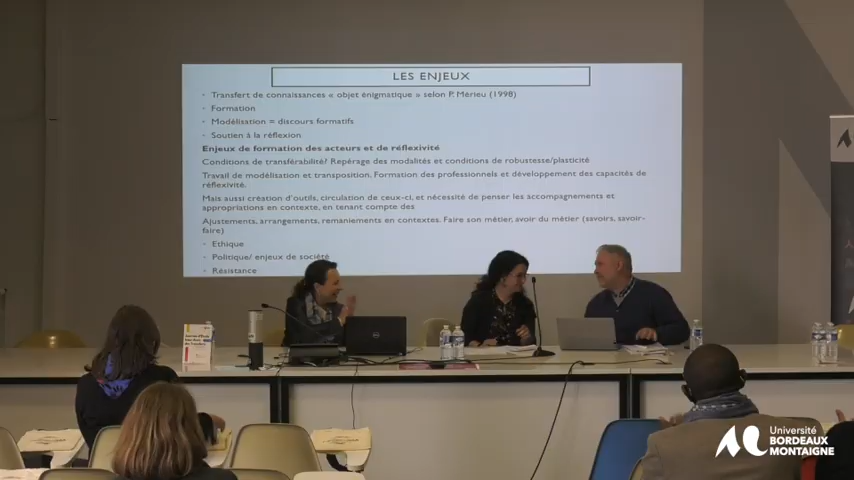 LES ENJEUX
• Transfert de connaissances « objet énigmatique » selon P. Mérieu (1998)
• Formation
• Modélisation = discours formatifs
• Soutien à la réflexion
Enjeux de formation des acteurs et de réflexivité
Conditions de transférabilité? Repérage des modalités et conditions de robustesse/plasticité
Travail de modélisation et transposition, Formation des professionnels et développement des capacités de
réflexivité.
Mais aussi création d'outils, circulation de ceux-ci, et nécessité de penser les accompagnements et
appropriations en contexte, en tenant compte des
Ajustements, arrangements, remaniements en contextes. Faire son métier, avoir du métier (savoirs, savoir-
faire)
• Ethique
• Politique/ enjeux de société
• Résistance
Université
BORDEAUX
MONTAIGNE